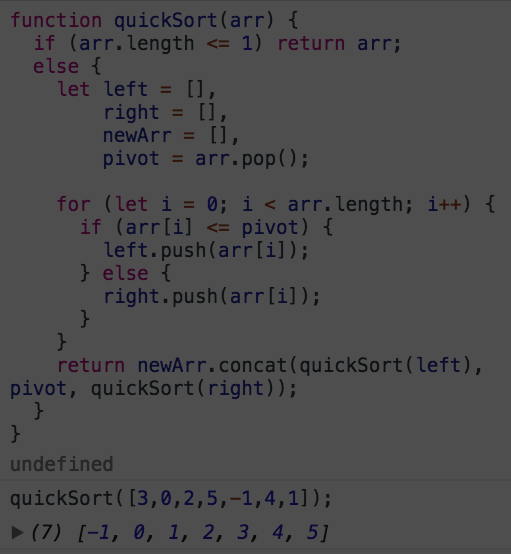 function quickSort(arr) {
  if (arr.length <= 1) return arr;
  else {
    let left = [],
        right = [],
        newArr = [],
        pivot = arr.pop();

    for (let i = 0; i < arr.length; i++) {
      if (arr[i] <= pivot) {
        left.push(arr[i]);
      } else {
        right.push(arr[i]);
      }
    }
    return newArr.concat(quickSort(left),
pivot, quickSort(right));
  }
}
undefined
quickSort([3,0,2,5,-1,4,1]);
▶ (7) [-1, 0, 1, 2, 3, 4, 5]